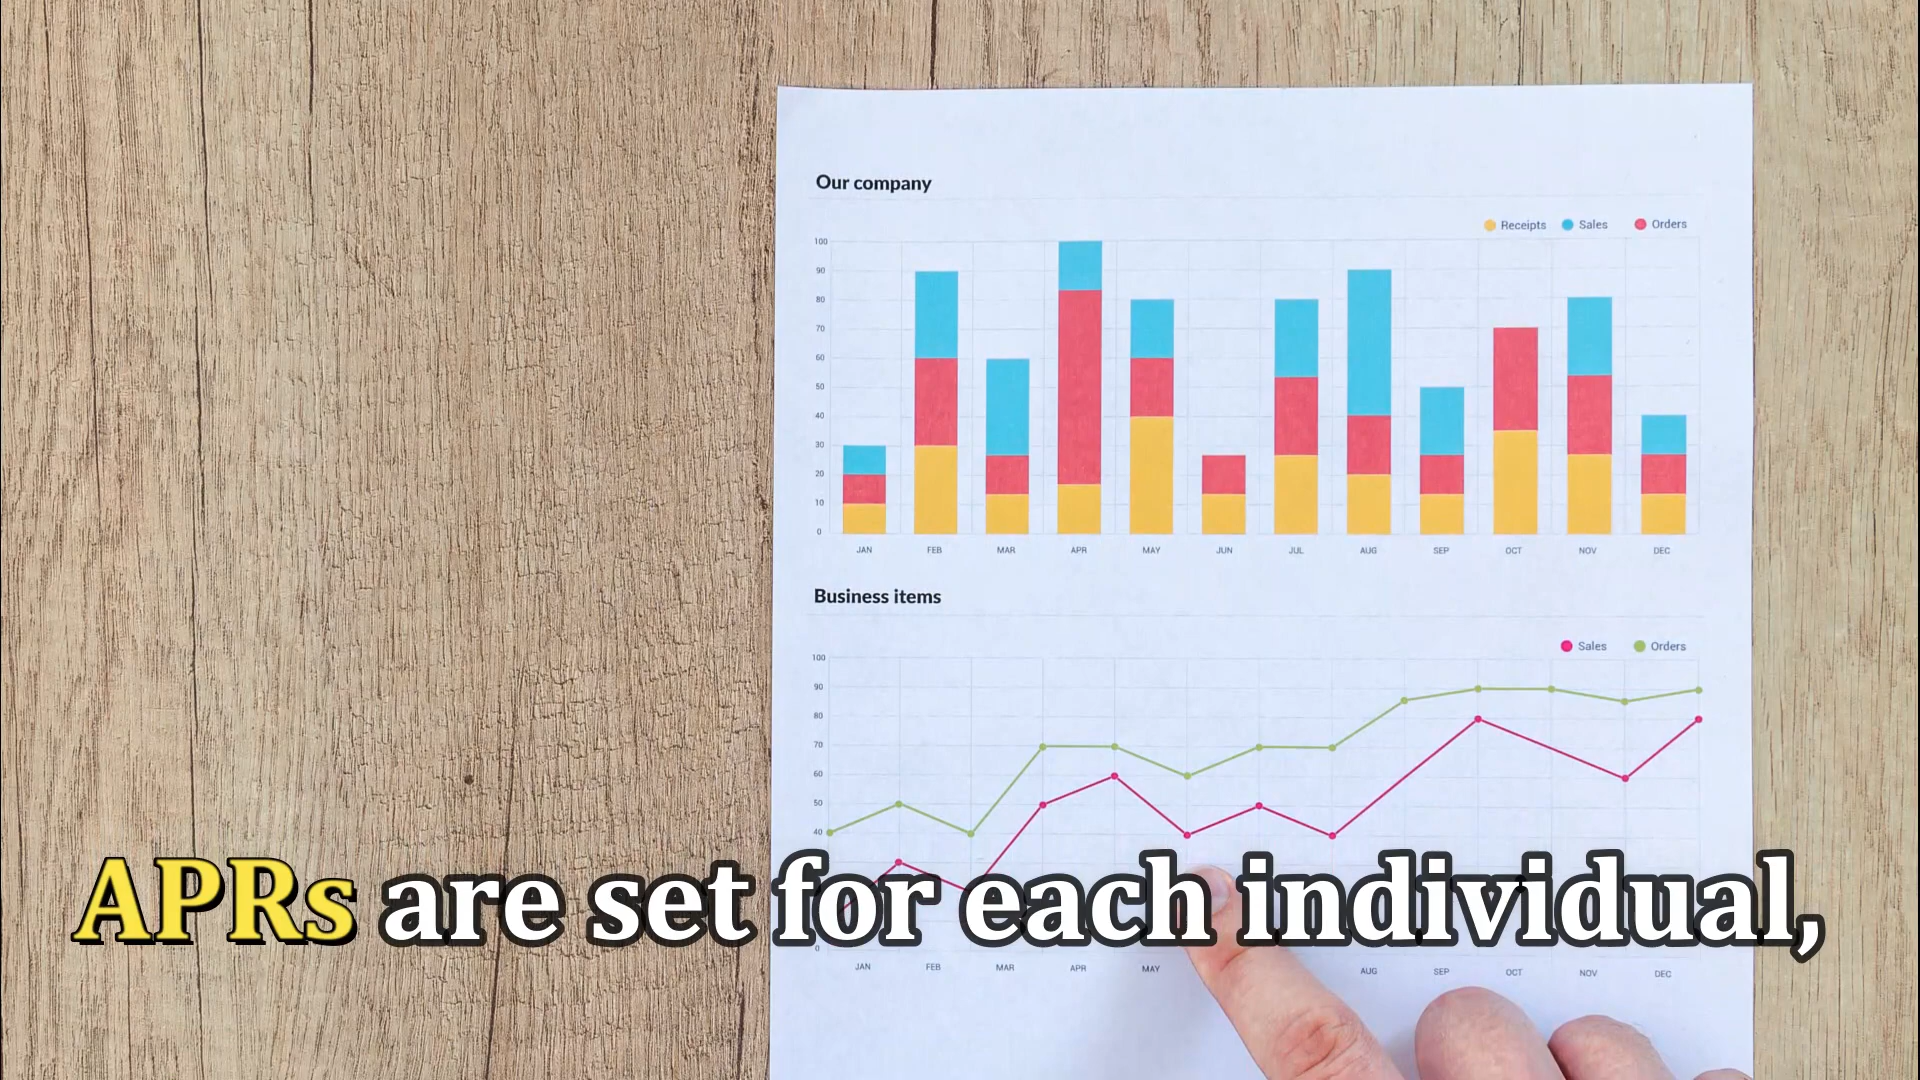 Our company
Receipts Sales Orders
100
90
80
70
60
50
40
30
20
10
0
JAN FEB MAR APR MAY JUN JUL AUG SEP OCT NOV DEC
Business items
Sales Orders
100
90
80
70
60
50
40
APRs are set for each individual,
0
JAN FEB MAR APR MAY AUG SEP OCT NOV DEC